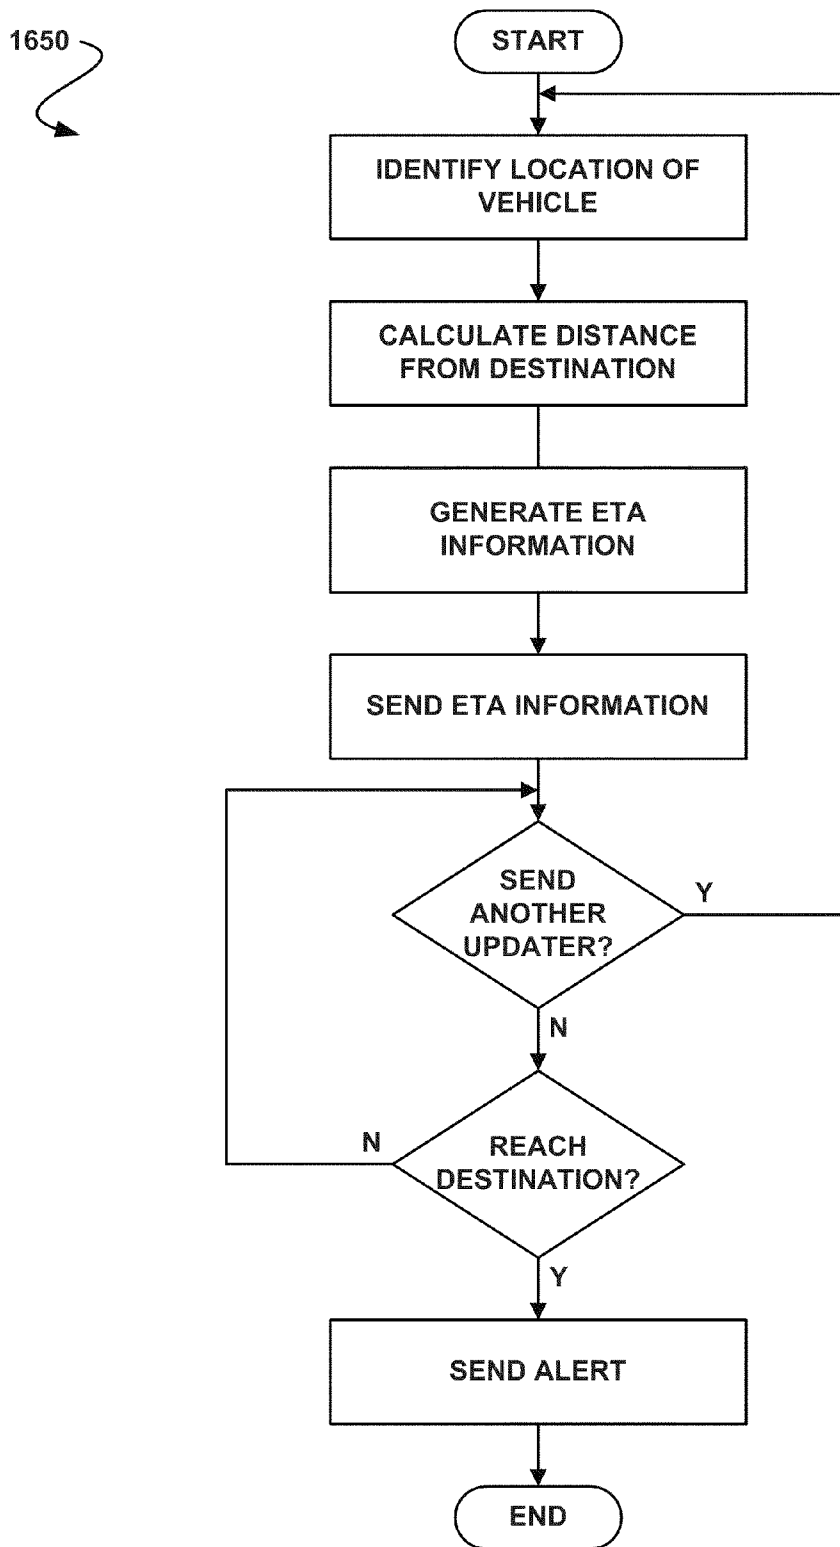 1650
START
IDENTIFY LOCATION OF
VEHICLE
CALCULATE DISTANCE
FROM DESTINATION
GENERATE ETA
INFORMATION
SEND ETA INFORMATION
SEND
ANOTHER
UPDATER?
Y
N
REACH
DESTINATION?
N
Y
SEND ALERT
END